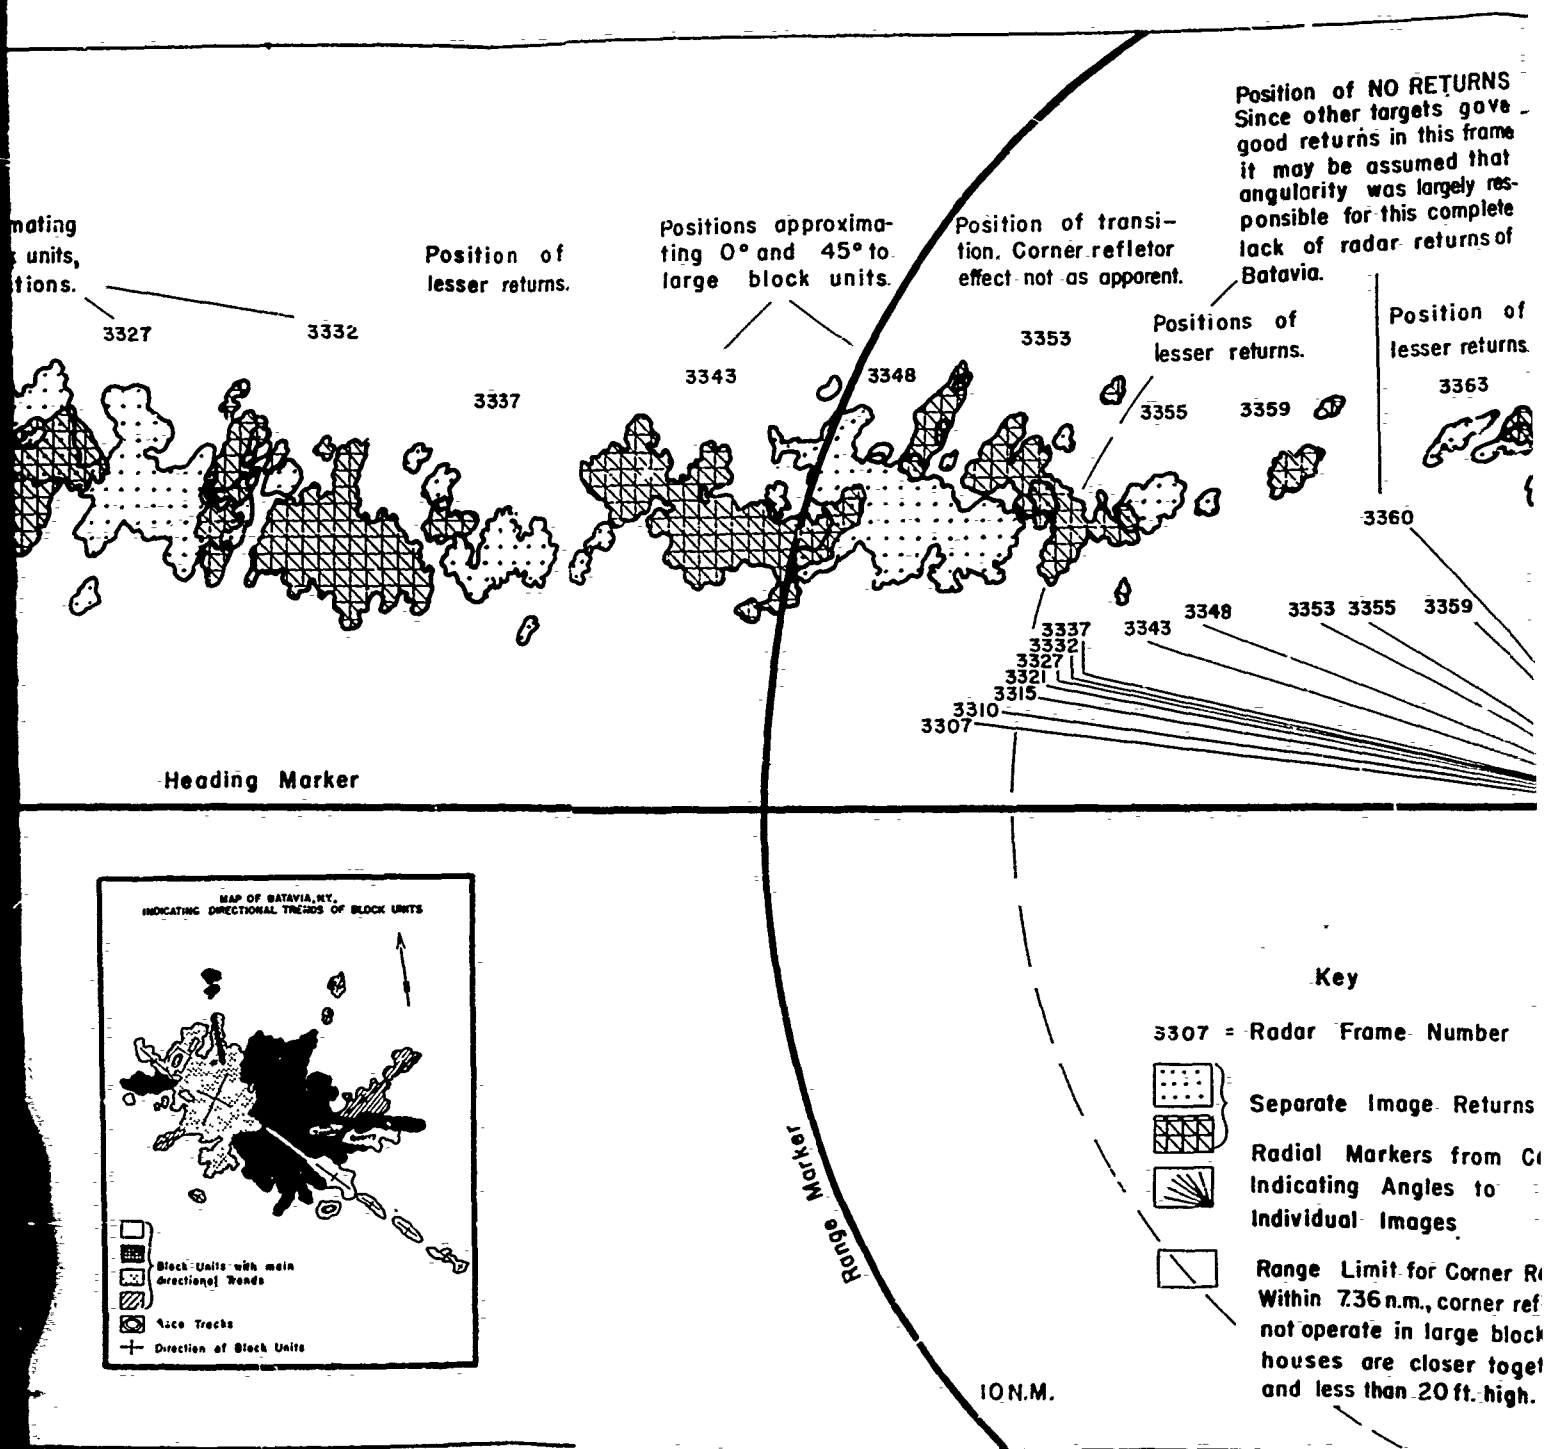 Position of NO RETURNS
Since other targets gave
good returns in this frame
it may be assumed that
angularity was largely res-
ponsible for this complete
lack of radar returns of
Batavia.
mating
units,
tions.
Position of
lesser returns.
Positions approxima-
ting 0° and 45° to
large block units.
Position of transi-
tion. Corner refletor
effect not as apparent.
Positions of
lesser returns.
Position of
lesser returns.
3327
3332
3337
3343
3348
3353
3355
3359
3363
3360
3337
3332
3327
3321
3315
3310
3307
3343
3348
3353
3355
3359
Heading Marker
MAP OF BATAVIA, N.Y.
INDICATING DIRECTIONAL TRENDS OF BLOCK UNITS
Block Units with main
directional Trends
Race Tracks
Direction of Block Units
Range Marker
10 N.M.
Key
3307 = Radar Frame Number
Separate Image Returns
Radial Markers from
Indicating Angles to
Individual Images
Range Limit for Corner
Within 7.36 n.m., corner ref
not operate in large block
houses are closer toget
and less than 20 ft. high.